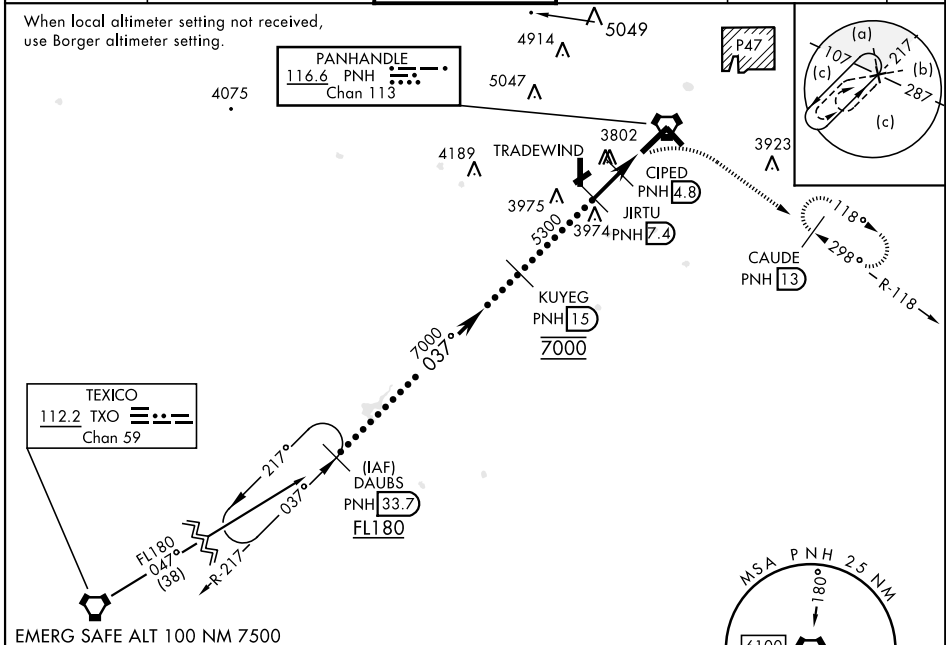 When local altimeter setting not received,
use Borger altimeter setting.
5049
4914
P47
PANHANDLE
116.6 PNH
Chan 113
5047
4075
(a)
107
217
(b)
287
(c)
(c)
3802
3923
4189
TRADEWIND
CIPED
PNH 4.8
3975
JIRTU
3974
PNH 7.4
5300
118°
298°
R-118
CAUDE
PNH 13
KUYEG
PNH 15
7000
7000
037°
TEXICO
112.2 TXO
Chan 59
217°
037°
R-217
(IAF)
DAUBS
PNH 33.7
FL180
FL180
047°
(38)
EMERG SAFE ALT 100 NM 7500
MSA PNH 25 NM
180°
6100